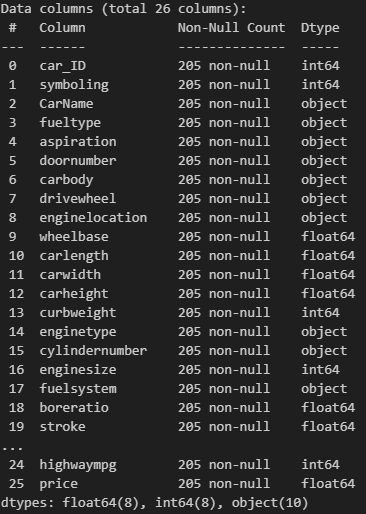 Data columns (total 26 columns):
 #   Column            Non-Null Count  Dtype
---  ------            --------------  -----
 0   car_ID            205 non-null    int64
 1   symboling         205 non-null    int64
 2   CarName           205 non-null    object
 3   fueltype          205 non-null    object
 4   aspiration        205 non-null    object
 5   doornumber        205 non-null    object
 6   carbody           205 non-null    object
 7   drivewheel        205 non-null    object
 8   enginelocation    205 non-null    object
 9   wheelbase         205 non-null    float64
 10  carlength         205 non-null    float64
 11  carwidth          205 non-null    float64
 12  carheight         205 non-null    float64
 13  curbweight        205 non-null    int64
 14  enginetype        205 non-null    object
 15  cylindernumber    205 non-null    object
 16  enginesize        205 non-null    int64
 17  fuelsystem        205 non-null    object
 18  boreratio         205 non-null    float64
 19  stroke            205 non-null    float64
...
 24  highwaympg        205 non-null    int64
 25  price             205 non-null    float64
dtypes: float64(8), int64(8), object(10)